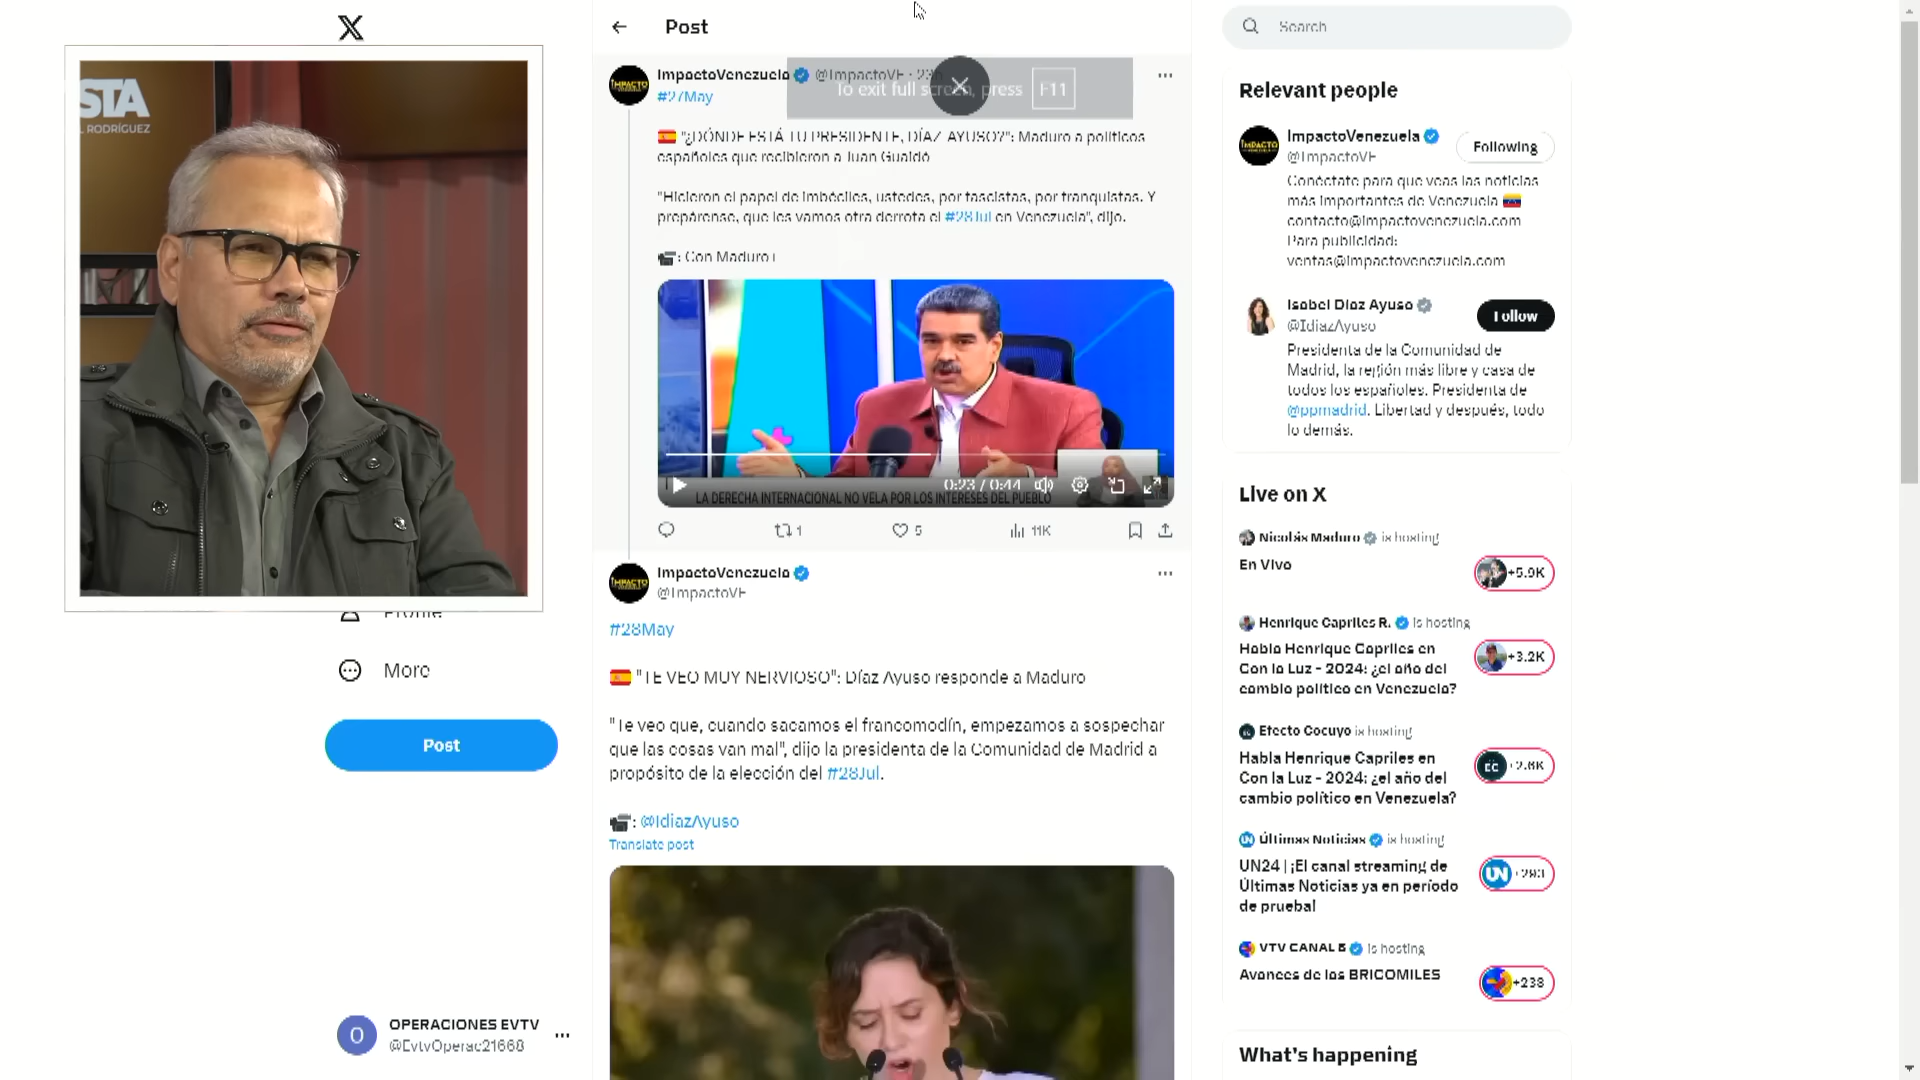 Post
Search
STA
L RODRÍGUEZ
ImpactoVenezuela @ImpactoVE · 23h
#27May
To exit full screen, press F11
"¿DÓNDE ESTÁ TU PRESIDENTE, DÍAZ AYUSO?": Maduro a políticos
españoles que recibieron a Juan Guaidó
"Hicieron el papel de imbéciles, ustedes, por fascistas, por franquistas. Y
prepárense, que les vamos otra derrota el #28Jul en Venezuela", dijo.
: Con Maduro+
LA DERECHA INTERNACIONAL NO VELA POR LOS INTERESES DEL PUEBLO
0:23 / 0:44
1
5
11K
ImpactoVenezuela
@ImpactoVE
#28May
"TE VEO MUY NERVIOSO": Díaz Ayuso responde a Maduro
"Te veo que, cuando sacamos el francomodín, empezamos a sospechar
que las cosas van mal", dijo la presidenta de la Comunidad de Madrid a
propósito de la elección del #28Jul.
: @IdiazAyuso
Translate post
Profile
More
Post
OPERACIONES EVTV
@EvtvOperac21668
Relevant people
ImpactoVenezuela
@ImpactoVE
Following
Conéctate para que veas las noticias
más importantes de Venezuela
contacto@impactovenezuela.com
Para publicidad:
ventas@impactovenezuela.com
Isabel Díaz Ayuso
@IdiazAyuso
Follow
Presidenta de la Comunidad de
Madrid, la región más libre y casa de
todos los españoles. Presidenta de
@ppmadrid. Libertad y después, todo
lo demás.
Live on X
Nicolás Maduro is hosting
En Vivo
+5.9K
Henrique Capriles R. is hosting
Habla Henrique Capriles en
Con la Luz - 2024: ¿el año del
cambio político en Venezuela?
+3.2K
Efecto Cocuyo is hosting
Habla Henrique Capriles en
Con la Luz - 2024: ¿el año del
cambio político en Venezuela?
+2.6K
Últimas Noticias is hosting
UN24 | ¡El canal streaming de
Últimas Noticias ya en período
de prueba!
+293
VTV CANAL 8 is hosting
Avances de las BRICOMILES
+238
What's happening